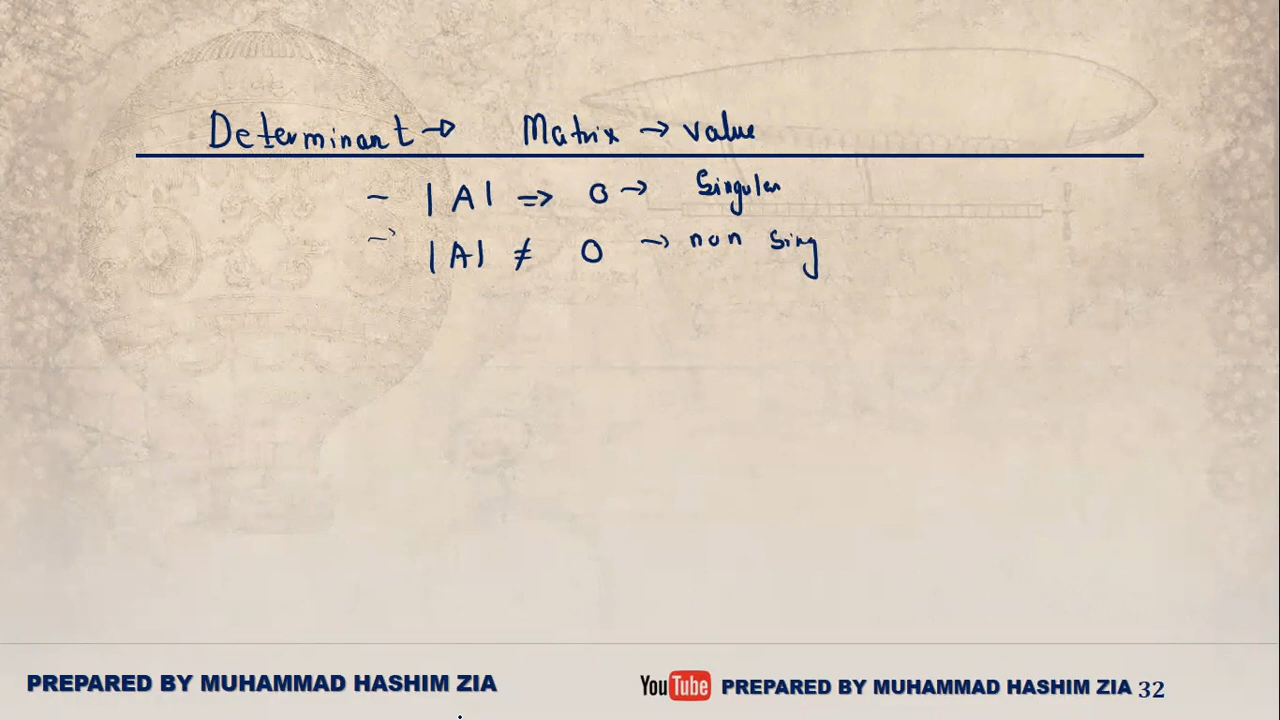 Determinant → Matrix → value
- |A| => 0 → Singular
→ |A| ≠ 0 → non sing
PREPARED BY MUHAMMAD HASHIM ZIA
YouTube PREPARED BY MUHAMMAD HASHIM ZIA 32